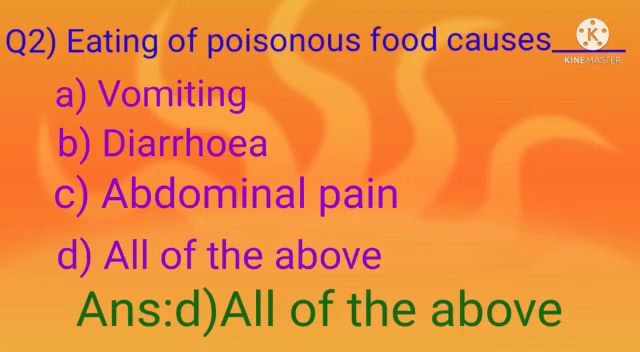 Q2) Eating of poisonous food causes_____
K
KINEMASTER
a) Vomiting
b) Diarrhoea
c) Abdominal pain
d) All of the above
Ans:d)All of the above